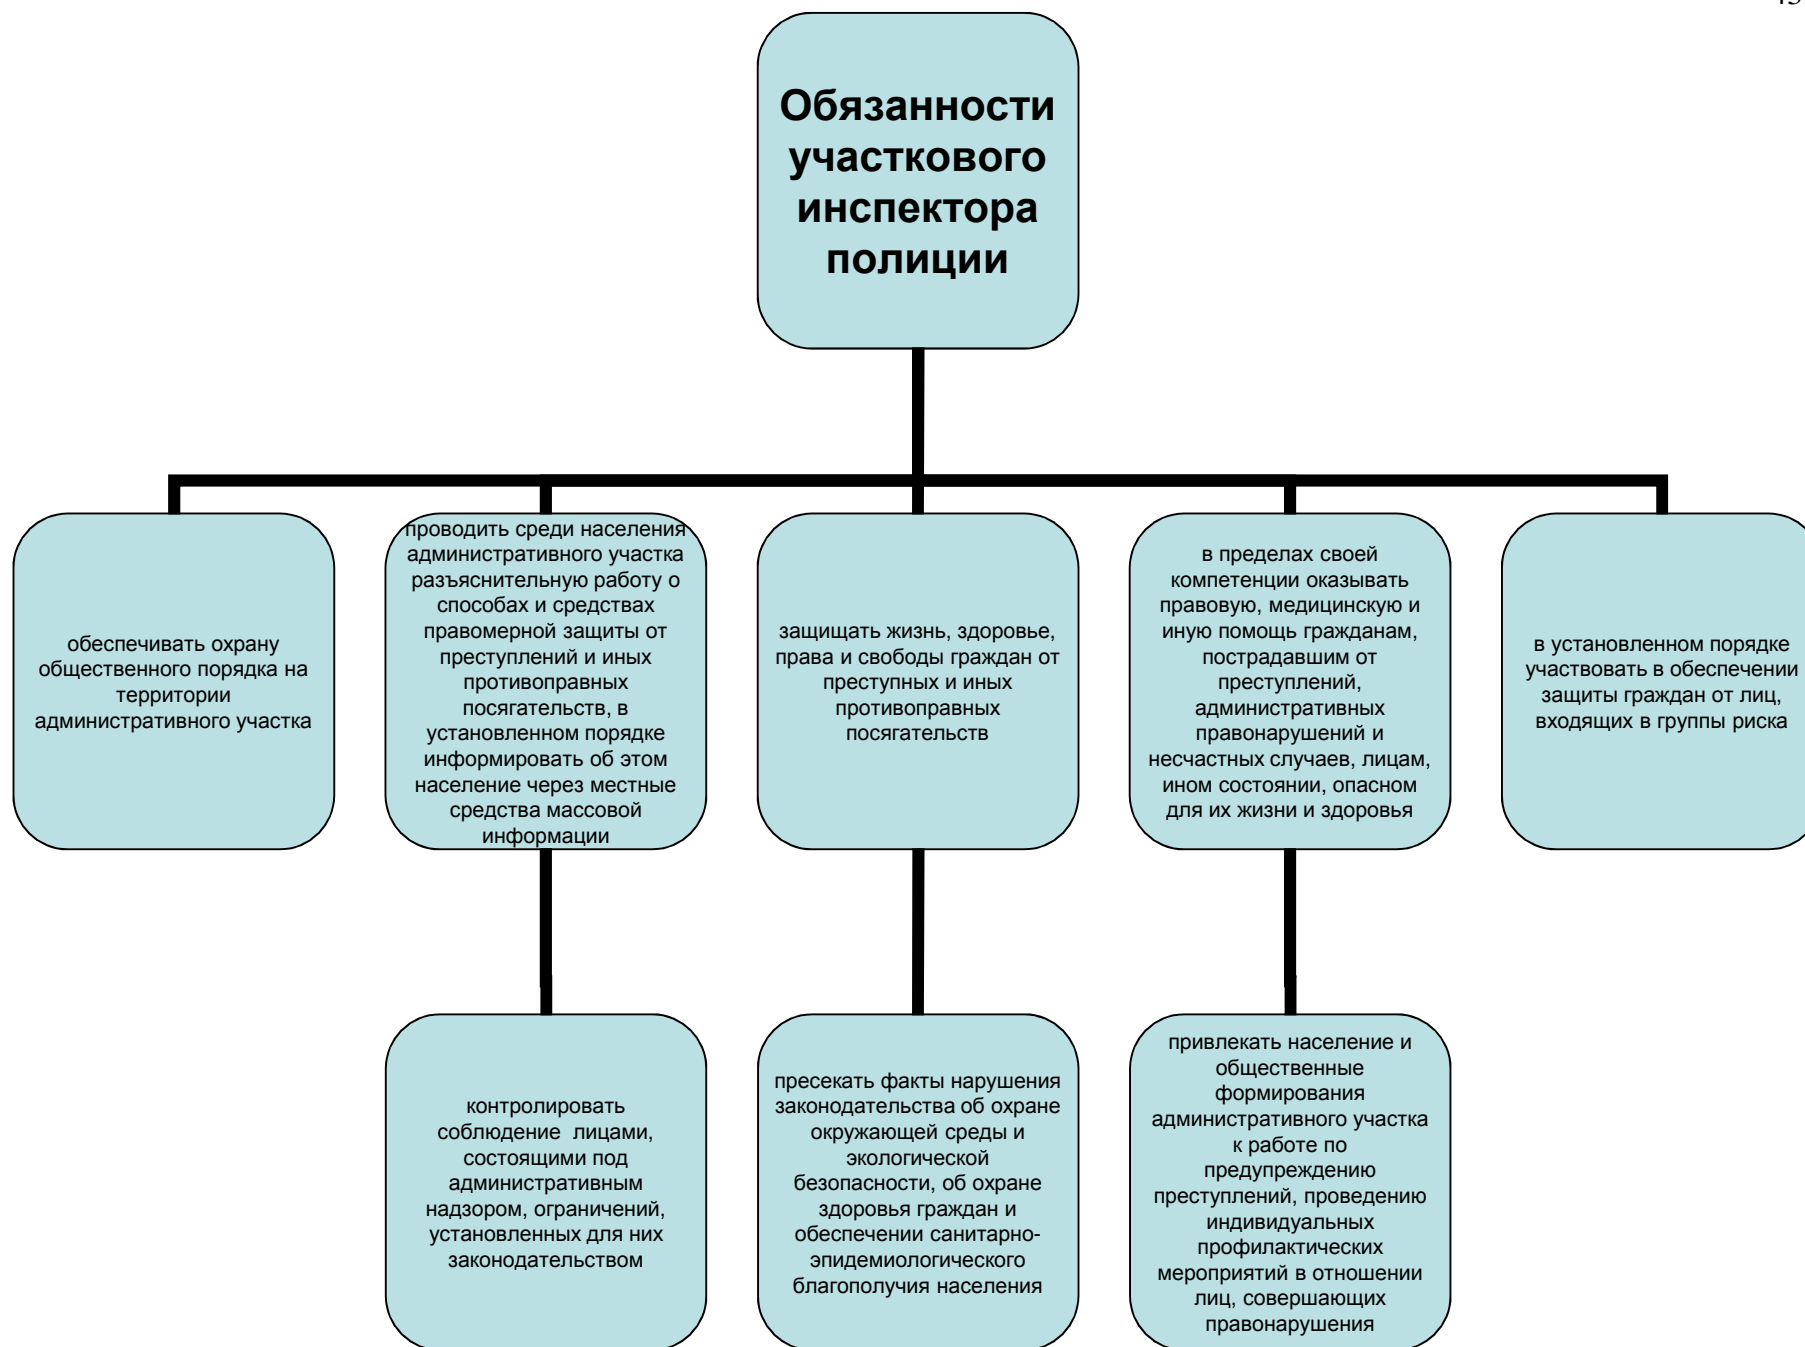 Обязанности
участкового
инспектора
полиции
обеспечивать охрану
общественного порядка на
территории
административного участка
проводить среди населения
административного участка
разъяснительную работу о
способах и средствах
правомерной защиты от
преступлений и иных
противоправных
посягательств, в
установленном порядке
информировать об этом
население через местные
средства массовой
информации
защищать жизнь, здоровье,
права и свободы граждан от
преступных и иных
противоправных
посягательств
в пределах своей
компетенции оказывать
правовую, медицинскую и
иную помощь гражданам,
пострадавшим от
преступлений,
административных
правонарушений и
несчастных случаев, лицам,
ином состоянии, опасном
для их жизни и здоровья
в установленном порядке
участвовать в обеспечении
защиты граждан от лиц,
входящих в группы риска
контролировать
соблюдение лицами,
состоящими под
административным
надзором, ограничений,
установленных для них
законодательством
пресекать факты нарушения
законодательства об охране
окружающей среды и
экологической
безопасности, об охране
здоровья граждан и
обеспечении санитарно-
эпидемиологического
благополучия населения
привлекать население и
общественные
формирования
административного участка
к работе по
предупреждению
преступлений, проведению
индивидуальных
профилактических
мероприятий в отношении
лиц, совершающих
правонарушения